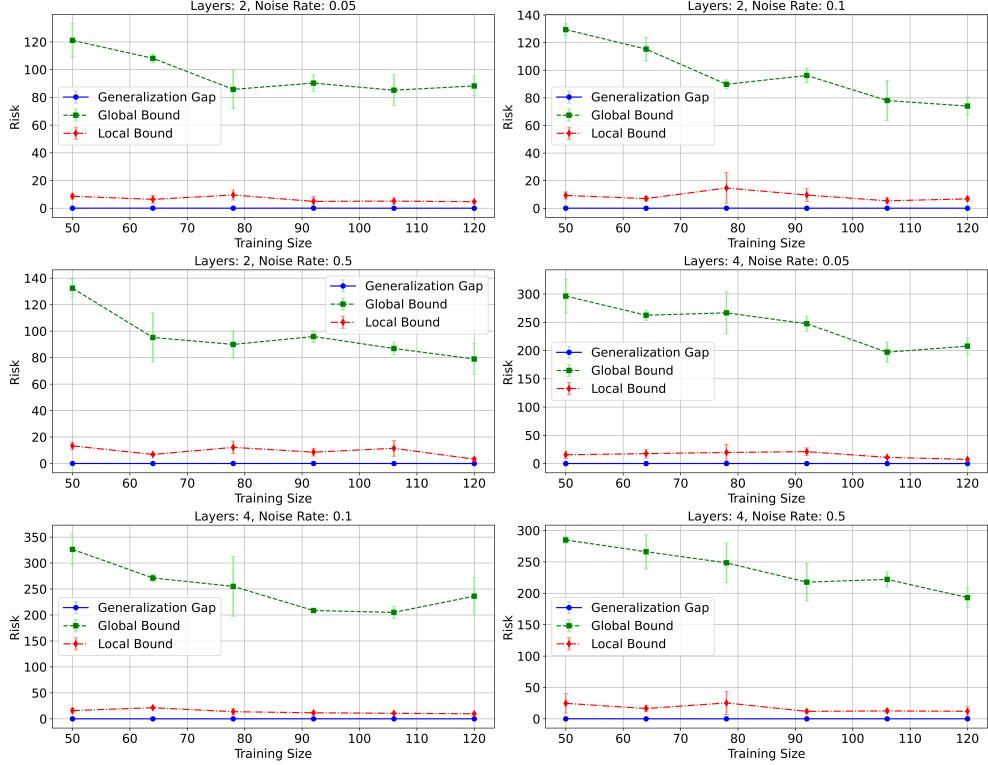 Layers: 2, Noise Rate: 0.05
120
100
80
60
40
20
0
Risk
Generalization Gap
Global Bound
Local Bound
50 60 70 80 90 100 110 120
Training Size
Layers: 2, Noise Rate: 0.1
140
120
100
80
60
40
20
0
Risk
Generalization Gap
Global Bound
Local Bound
50 60 70 80 90 100 110 120
Training Size
Layers: 2, Noise Rate: 0.5
140
120
100
80
60
40
20
0
Risk
Generalization Gap
Global Bound
Local Bound
50 60 70 80 90 100 110 120
Training Size
Layers: 4, Noise Rate: 0.05
300
250
200
150
100
50
0
Risk
Generalization Gap
Global Bound
Local Bound
50 60 70 80 90 100 110 120
Training Size
Layers: 4, Noise Rate: 0.1
350
300
250
200
150
100
50
0
Risk
Generalization Gap
Global Bound
Local Bound
50 60 70 80 90 100 110 120
Training Size
Layers: 4, Noise Rate: 0.5
300
250
200
150
100
50
0
Risk
Generalization Gap
Global Bound
Local Bound
50 60 70 80 90 100 110 120
Training Size